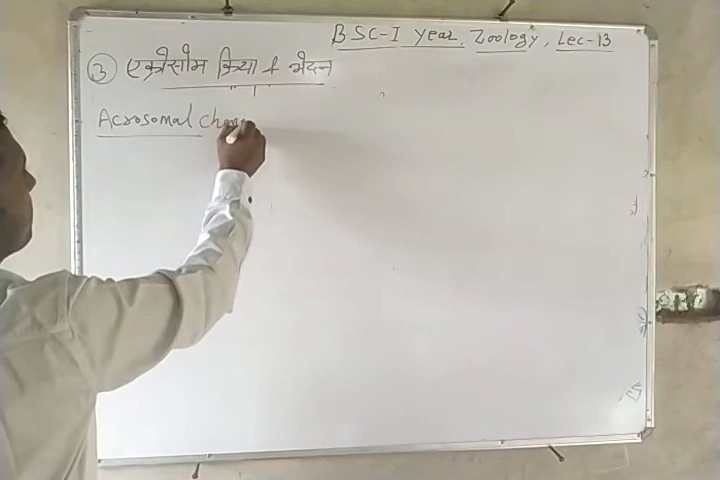 BSC-I Year, Zoology, Lec-13
③ एक्रोसोम क्रिया & भेदन
Acrosomal chan